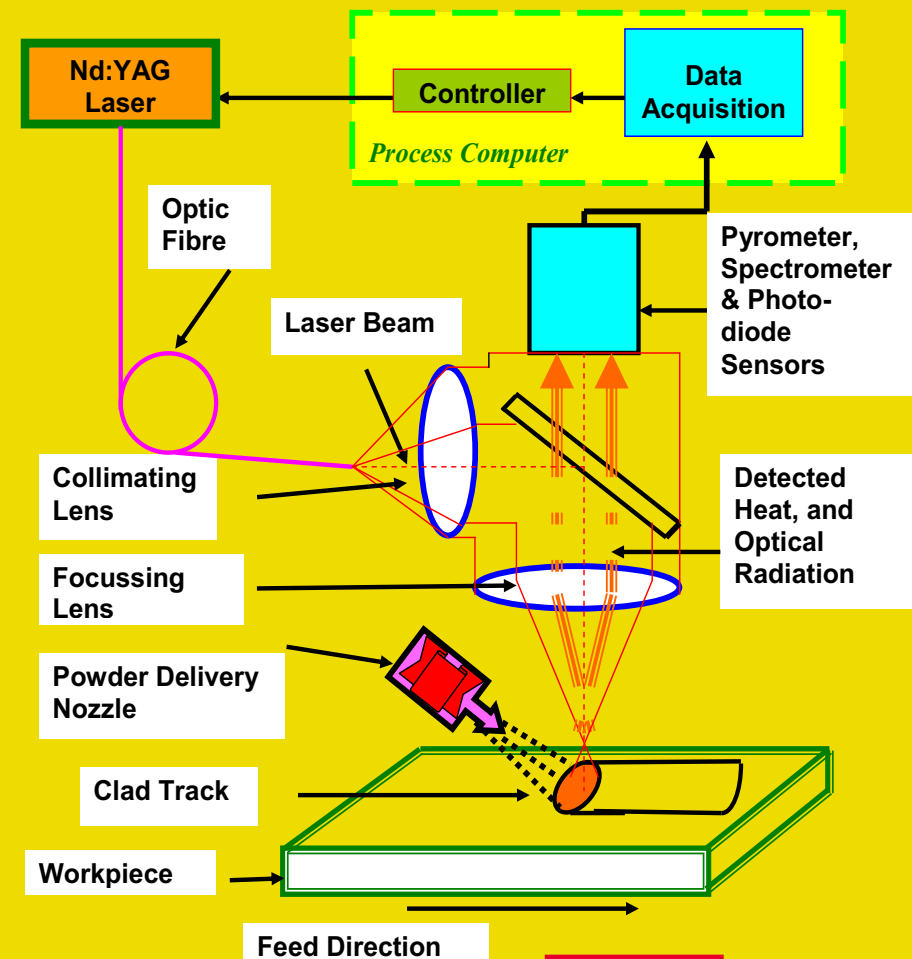 Nd:YAG
Laser
Controller
Data
Acquisition
Process Computer
Optic
Fibre
Pyrometer,
Spectrometer
& Photo-
diode
Sensors
Laser Beam
Collimating
Lens
Detected
Heat, and
Optical
Radiation
Focussing
Lens
Powder Delivery
Nozzle
Clad Track
Workpiece
Feed Direction